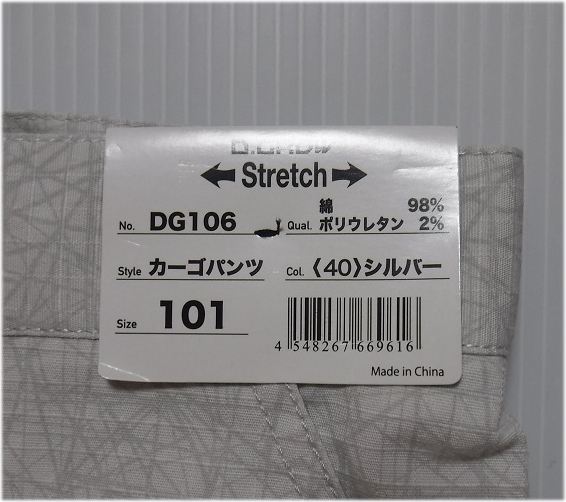 Stretch
No. DG106
Qual. 綿 98%
ポリウレタン 2%
Style カーゴパンツ
Col. 〈40〉シルバー
Size 101
4 548267 669616
Made in China